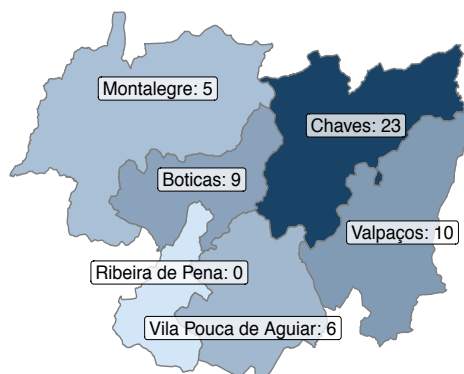 Montalegre: 5
Chaves: 23
Boticas: 9
Valpaços: 10
Ribeira de Pena: 0
Vila Pouca de Aguiar: 6